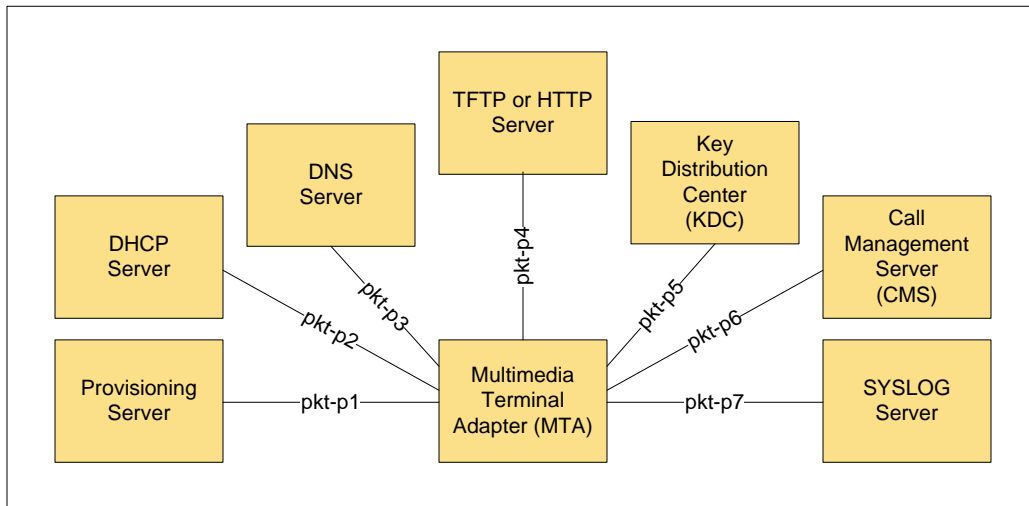 TFTP or HTTP
Server
Key
Distribution
Center
(KDC)
DNS
Server
DHCP
Server
Call
Management
Server
(CMS)
pkt-p4
pkt-p3
pkt-p5
pkt-p2
pkt-p6
Provisioning
Server
pkt-p1
Multimedia
Terminal
Adapter (MTA)
pkt-p7
SYSLOG
Server